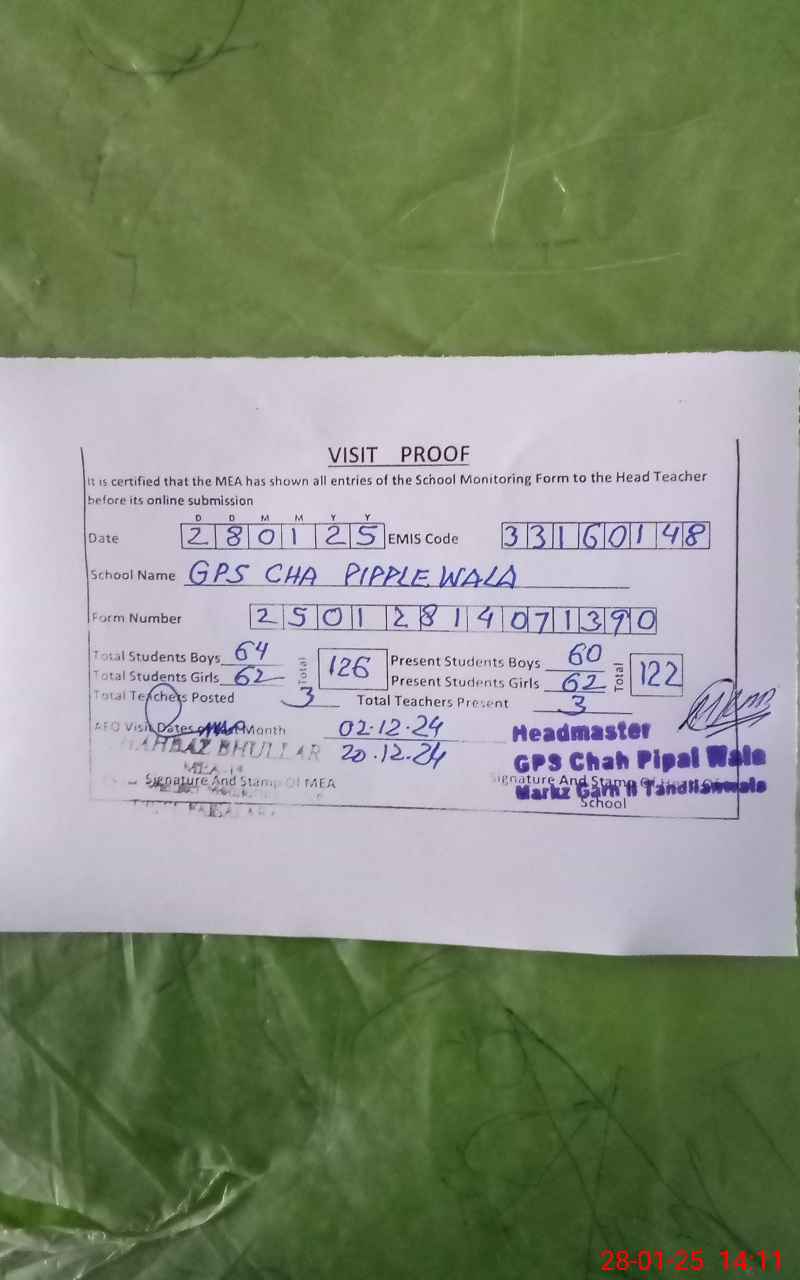 VISIT PROOF
It is certified that the MEA has shown all entries of the School Monitoring Form to the Head Teacher
before its online submission
D D M M Y Y
Date 280125 EMIS Code 33160148
School Name GPS CHA PIPPLE WALA
Form Number 25012814071390
Total Students Boys 64 Total 126 Present Students Boys 60 Total 122
Total Students Girls 62 Present Students Girls 62
Total Teachers Posted 3 Total Teachers Present 3
AEO Visit Dates Month 02.12.24
20.12.24
BHULLAR
Signature And Stamp Of MEA
Headmaster
GPS Chah Pipal Wala
Signature And Stamp Of
Markz Garh II Tandlianwala
School
28-01-25 14:11